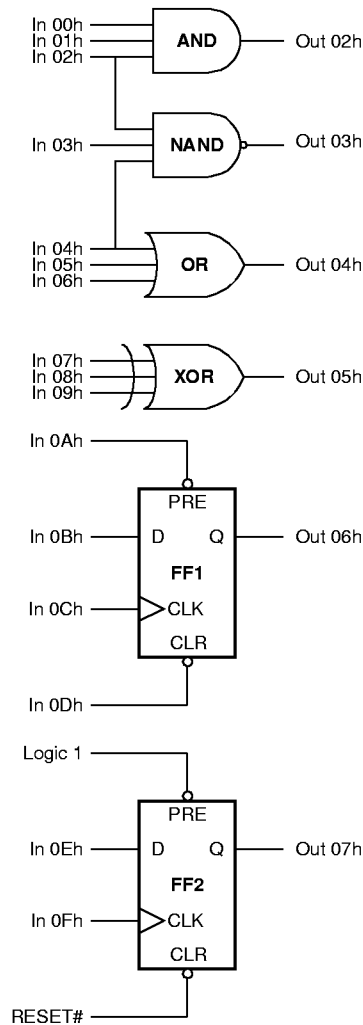 In 00h
In 01h
In 02h
AND
Out 02h
In 03h
NAND
Out 03h
In 04h
In 05h
In 06h
OR
Out 04h
In 07h
In 08h
In 09h
XOR
Out 05h
In 0Ah
PRE
In 0Bh
D
Q
Out 06h
FF1
In 0Ch
CLK
CLR
In 0Dh
Logic 1
PRE
In 0Eh
D
Q
Out 07h
FF2
In 0Fh
CLK
CLR
RESET#